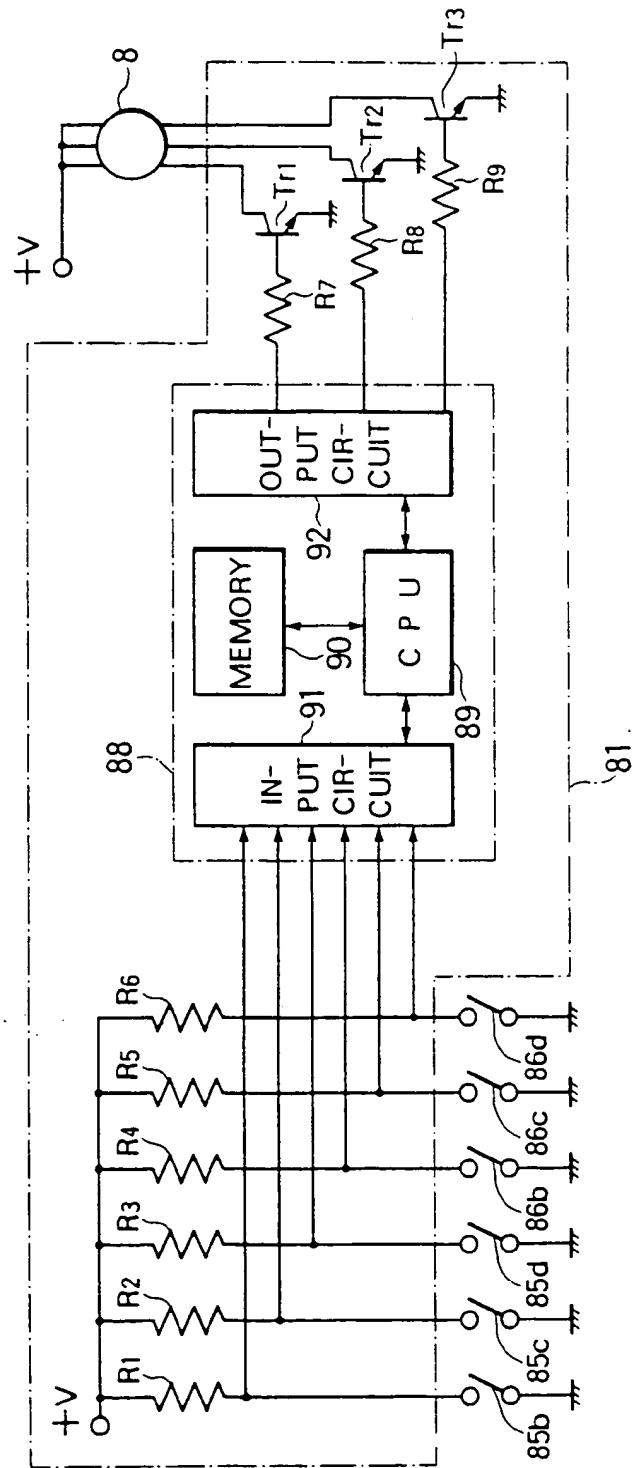 +V
R1
R2
R3
R4
R5
R6
85b
85c
85d
86b
86c
86d
88
91
IN-
PUT
CIR-
CUIT
MEMORY
90
CPU
89
OUT-
PUT
CIR-
CUIT
92
81
+V
8
R7
Tr1
R8
Tr2
R9
Tr3